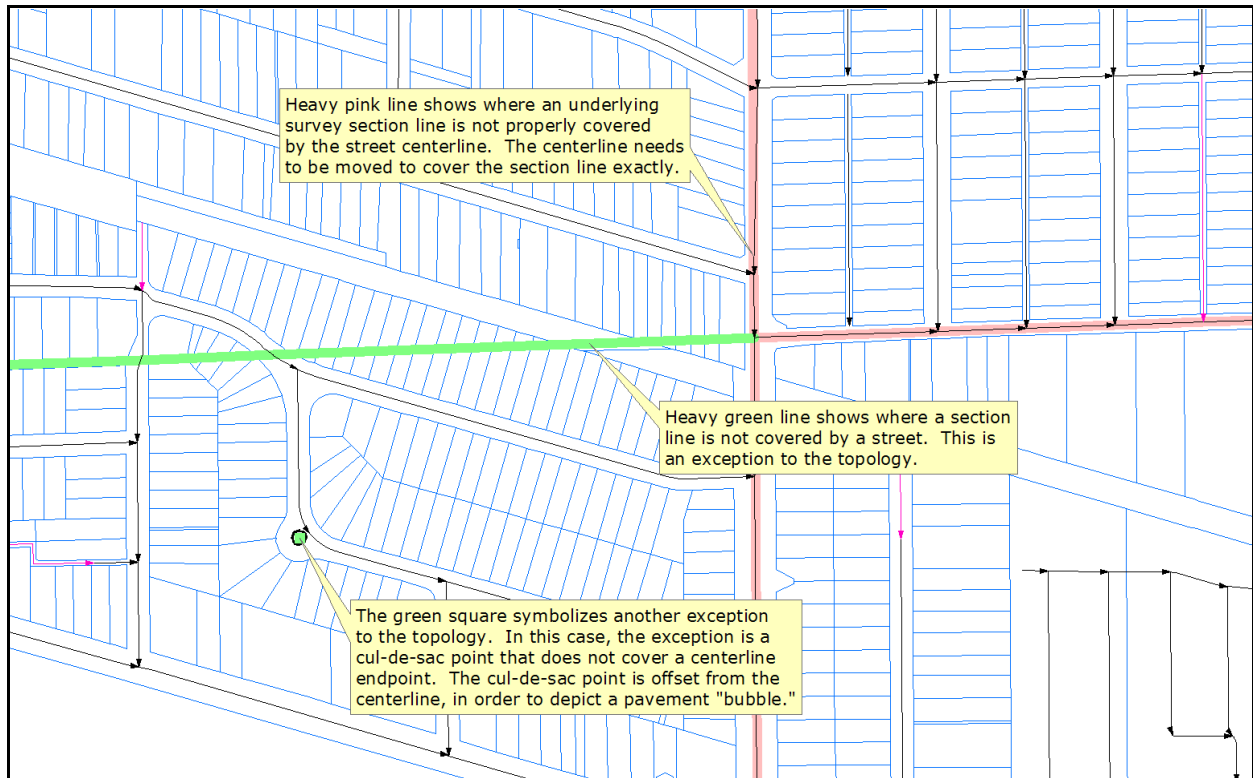 Heavy pink line shows where an underlying
survey section line is not properly covered
by the street centerline. The centerline needs
to be moved to cover the section line exactly.
Heavy green line shows where a section
line is not covered by a street. This is
an exception to the topology.
The green square symbolizes another exception
to the topology. In this case, the exception is a
cul-de-sac point that does not cover a centerline
endpoint. The cul-de-sac point is offset from the
centerline, in order to depict a pavement "bubble."